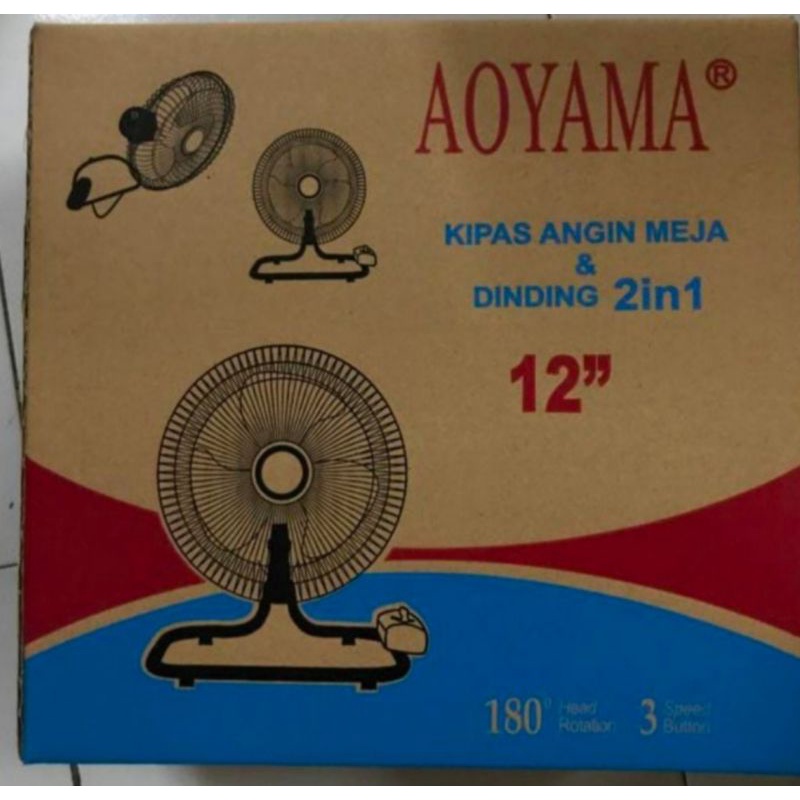 AOYAMA®
KIPAS ANGIN MEJA
&
DINDING 2in1
12”
180° Head Rotation
3 Speed Button